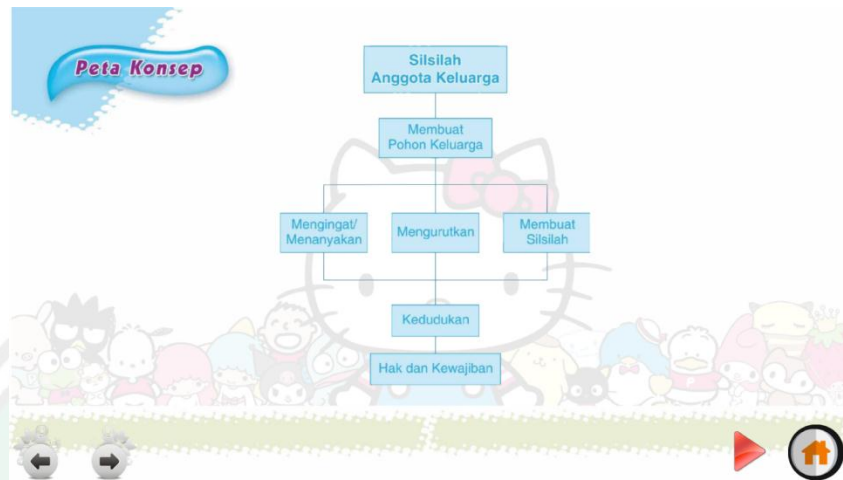 Peta Konsep
Silsilah
Anggota Keluarga
Membuat
Pohon Keluarga
Mengingat/
Menanyakan
Mengurutkan
Membuat
Silsilah
Kedudukan
Hak dan Kewajiban